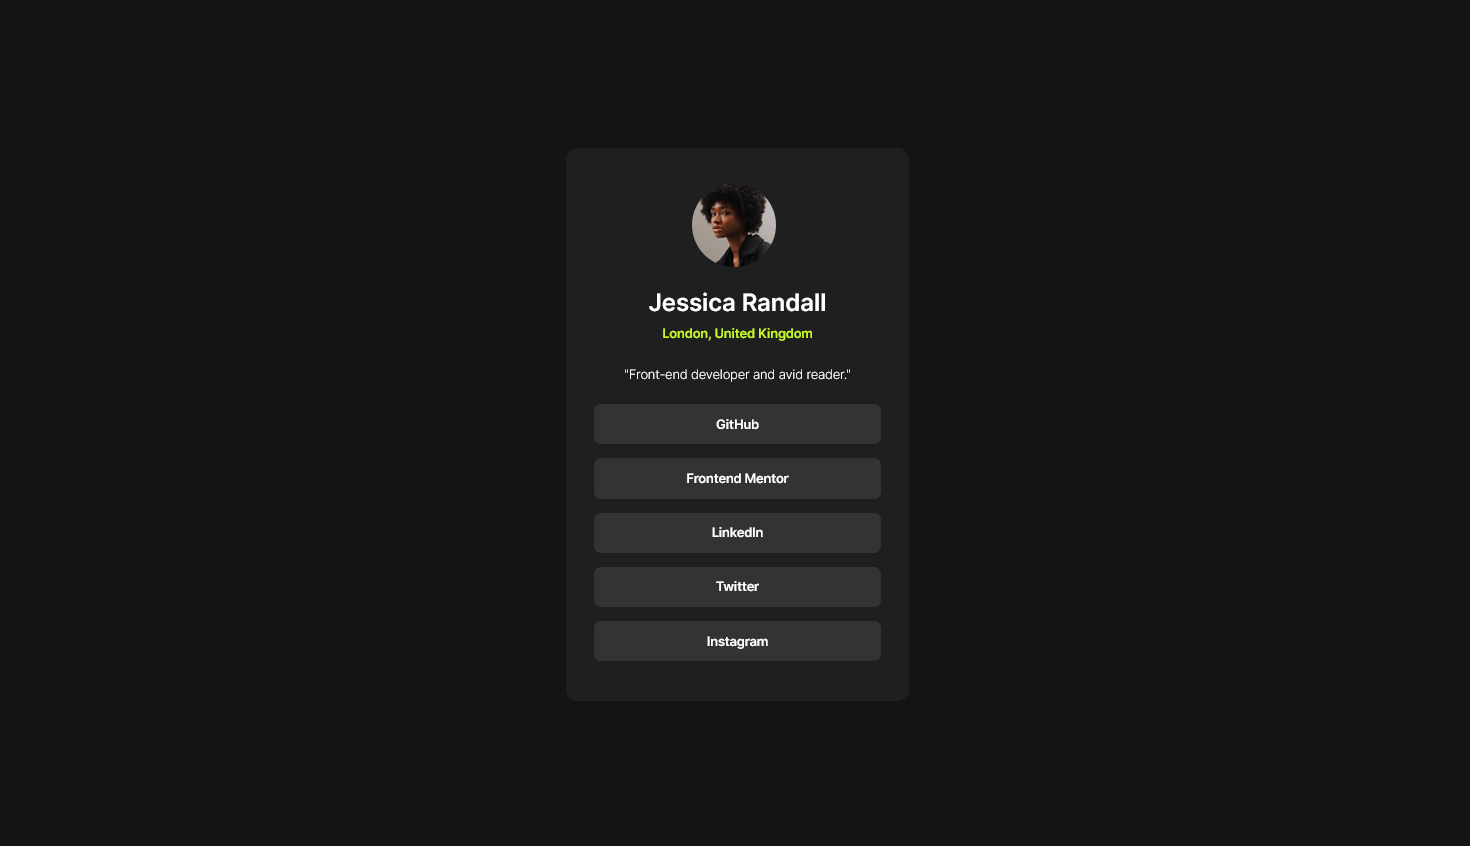 Jessica Randall
London, United Kingdom
"Front-end developer and avid reader."
GitHub
Frontend Mentor
LinkedIn
Twitter
Instagram